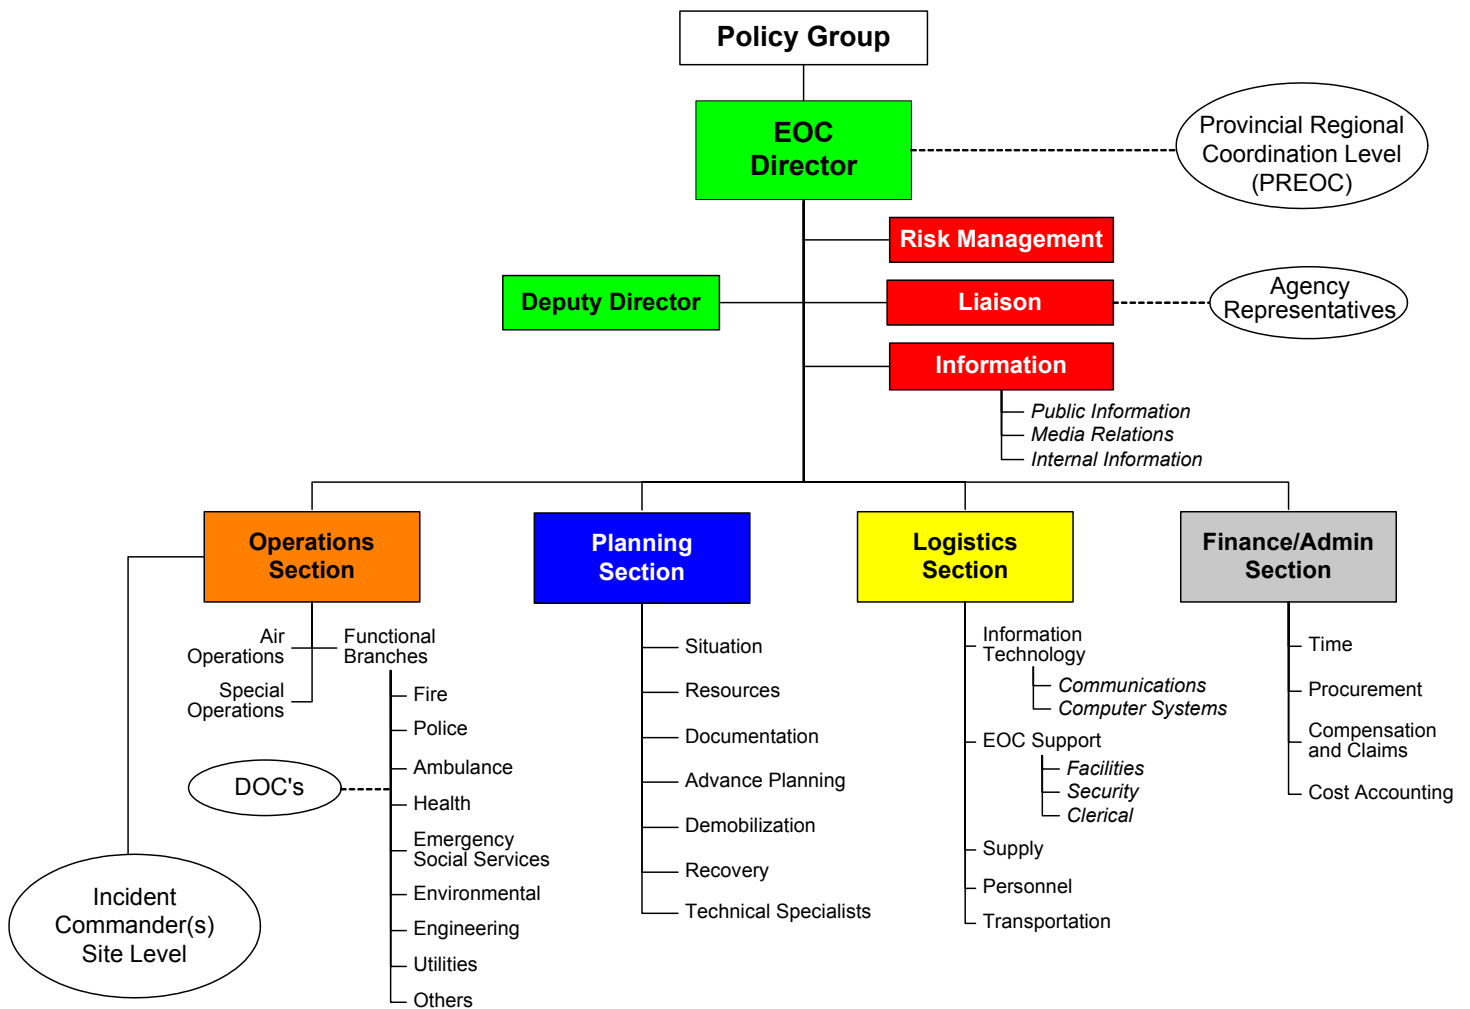 Policy Group
EOC
Director
Provincial Regional
Coordination Level
(PREOC)
Risk Management
Deputy Director
Liaison
Agency
Representatives
Information
Public Information
Media Relations
Internal Information
Operations
Section
Planning
Section
Logistics
Section
Finance/Admin
Section
Air
Operations
Special
Operations
Functional
Branches
Fire
Police
Ambulance
Health
Emergency
Social Services
Environmental
Engineering
Utilities
Others
DOC's
Incident
Commander(s)
Site Level
Situation
Resources
Documentation
Advance Planning
Demobilization
Recovery
Technical Specialists
Information
Technology
Communications
Computer Systems
EOC Support
Facilities
Security
Clerical
Supply
Personnel
Transportation
Time
Procurement
Compensation
and Claims
Cost Accounting